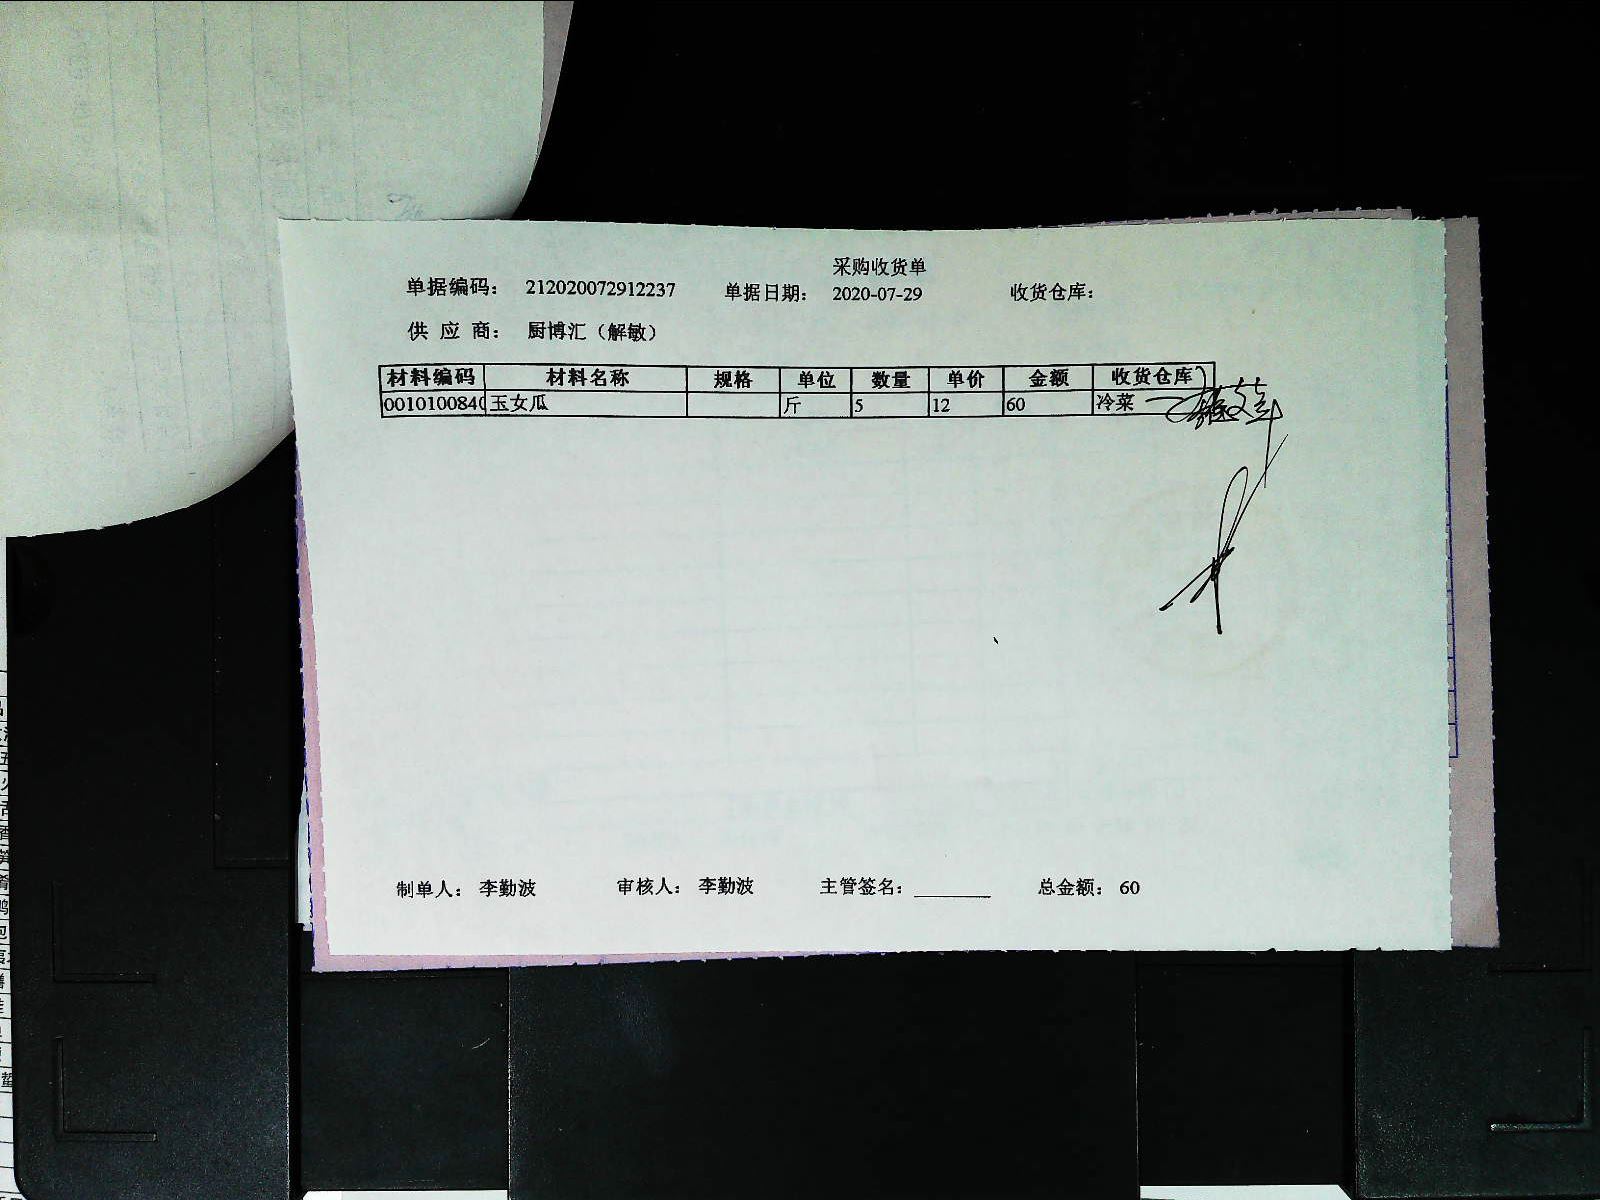 采购收货单
单据编码： 212020072912237 单据日期： 2020-07-29 收货仓库：
供 应 商： 厨博汇（解敏）
材料编码 材料名称 规格 单位 数量 单价 金额 收货仓库
0010100840 玉女瓜 斤 5 12 60 冷菜
制单人： 李勤波 审核人： 李勤波 主管签名： 总金额： 60